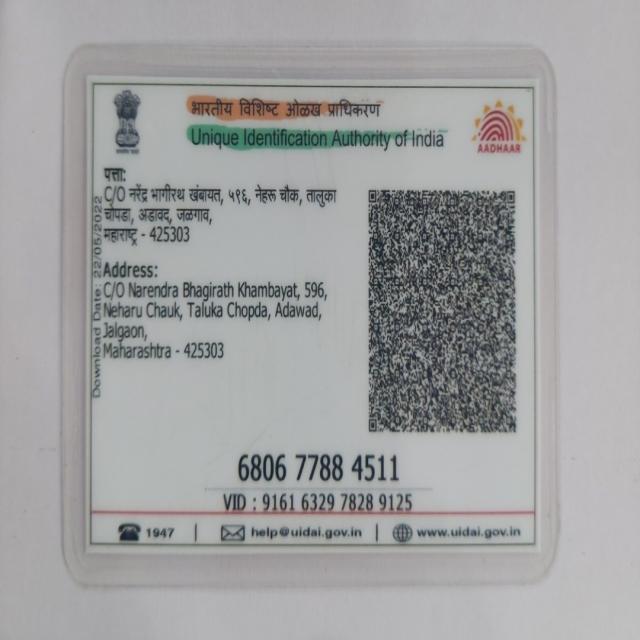 भारतीय विशिष्ट ओळख प्राधिकरण
Unique Identification Authority of India
AADHAAR
पत्ता:
C/O नरेंद्र भागीरथ खंबायत, ५९६, नेहरू चौक, तालुका
चोपडा, अडावद, जळगाव,
महाराष्ट्र - 425303
Address:
C/O Narendra Bhagirath Khambayat, 596,
Neharu Chauk, Taluka Chopda, Adawad,
Jalgaon,
Maharashtra - 425303
Download Date: 22/05/2022
6806 7788 4511
VID : 9161 6329 7828 9125
1947 | help@uidai.gov.in | www.uidai.gov.in